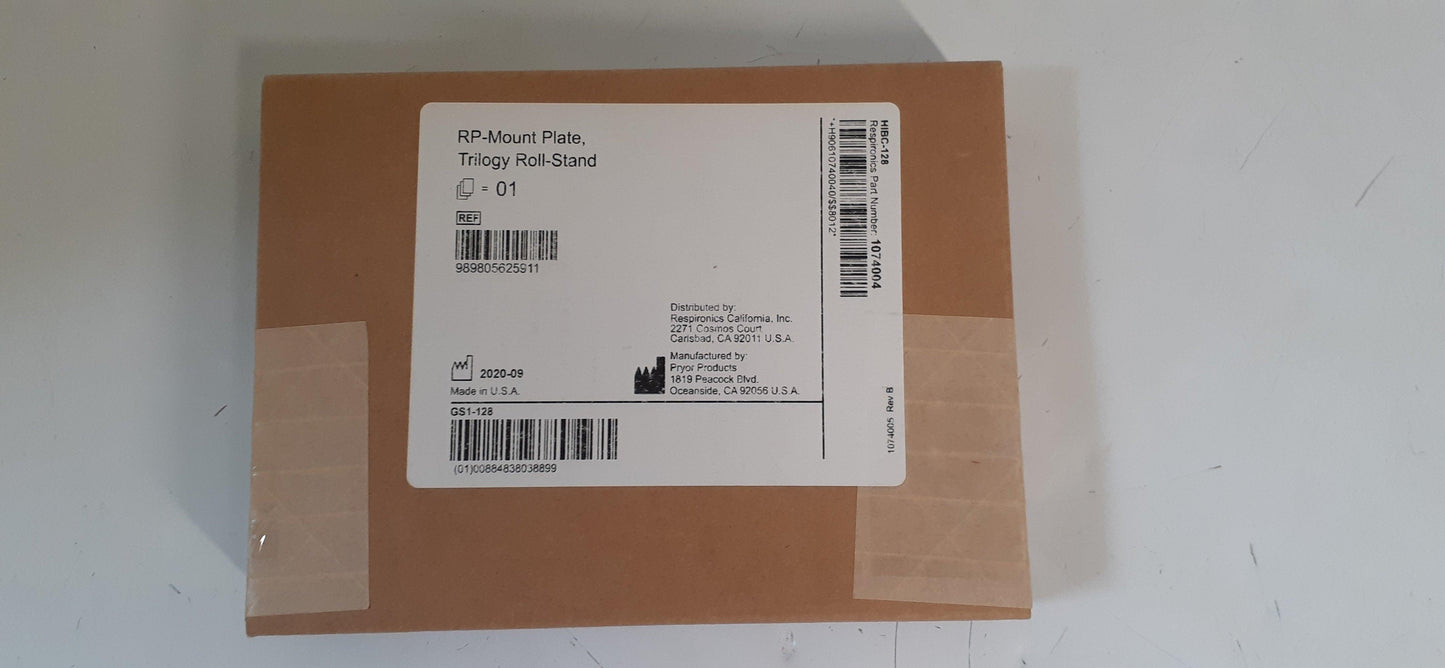 RP-Mount Plate,
Trilogy Roll-Stand
= 01
REF
989805625911
Distributed by:
Respironics California, Inc.
2271 Cosmos Court
Carlsbad, CA 92011 U.S.A.
Manufactured by:
Pryor Products
1819 Peacock Blvd.
Oceanside, CA 92056 U.S.A.
2020-09
Made in U.S.A.
GS1-128
(01)00884838038899
HIBC-128
Respironics Part Number: 1074004
*+H90610740040/$$8012*
1074005 Rev B